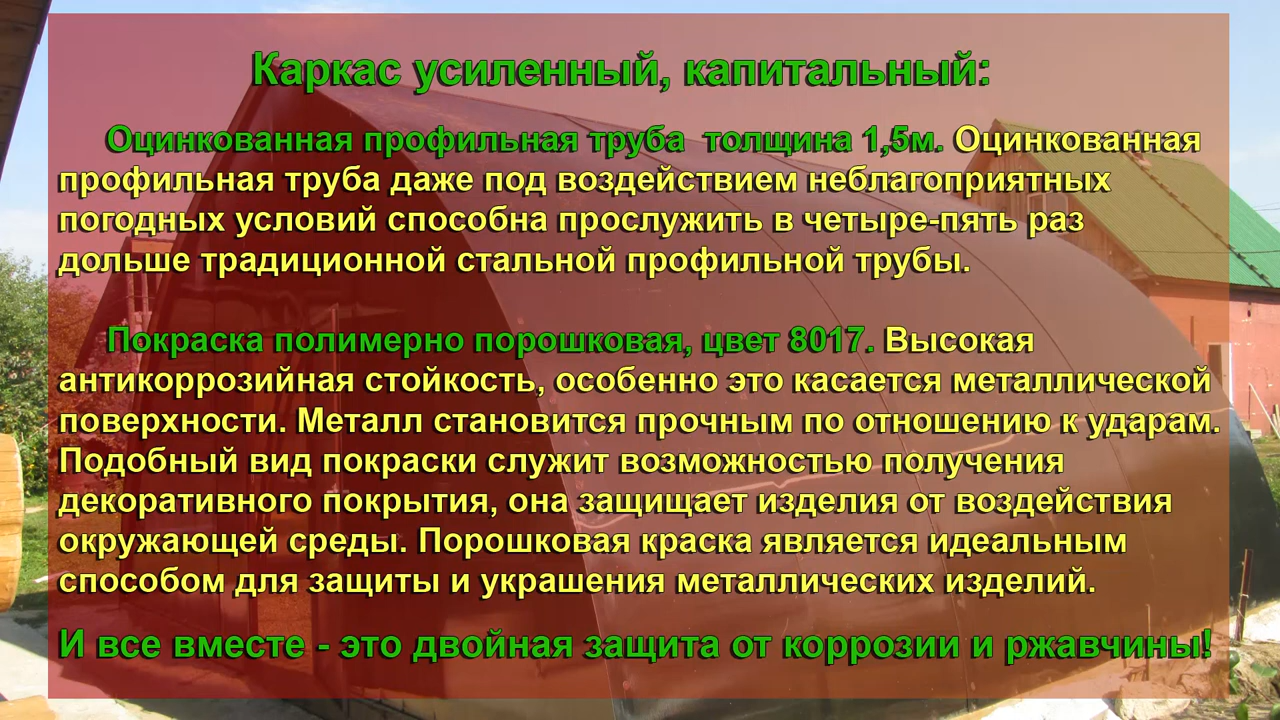 Каркас усиленный, капитальный:
Оцинкованная профильная труба толщина 1,5м. Оцинкованная
профильная труба даже под воздействием неблагоприятных
погодных условий способна прослужить в четыре-пять раз
дольше традиционной стальной профильной трубы.
Покраска полимерно порошковая, цвет 8017. Высокая
антикоррозийная стойкость, особенно это касается металлической
поверхности. Металл становится прочным по отношению к ударам.
Подобный вид покраски служит возможностью получения
декоративного покрытия, она защищает изделия от воздействия
окружающей среды. Порошковая краска является идеальным
способом для защиты и украшения металлических изделий.
И все вместе - это двойная защита от коррозии и ржавчины!